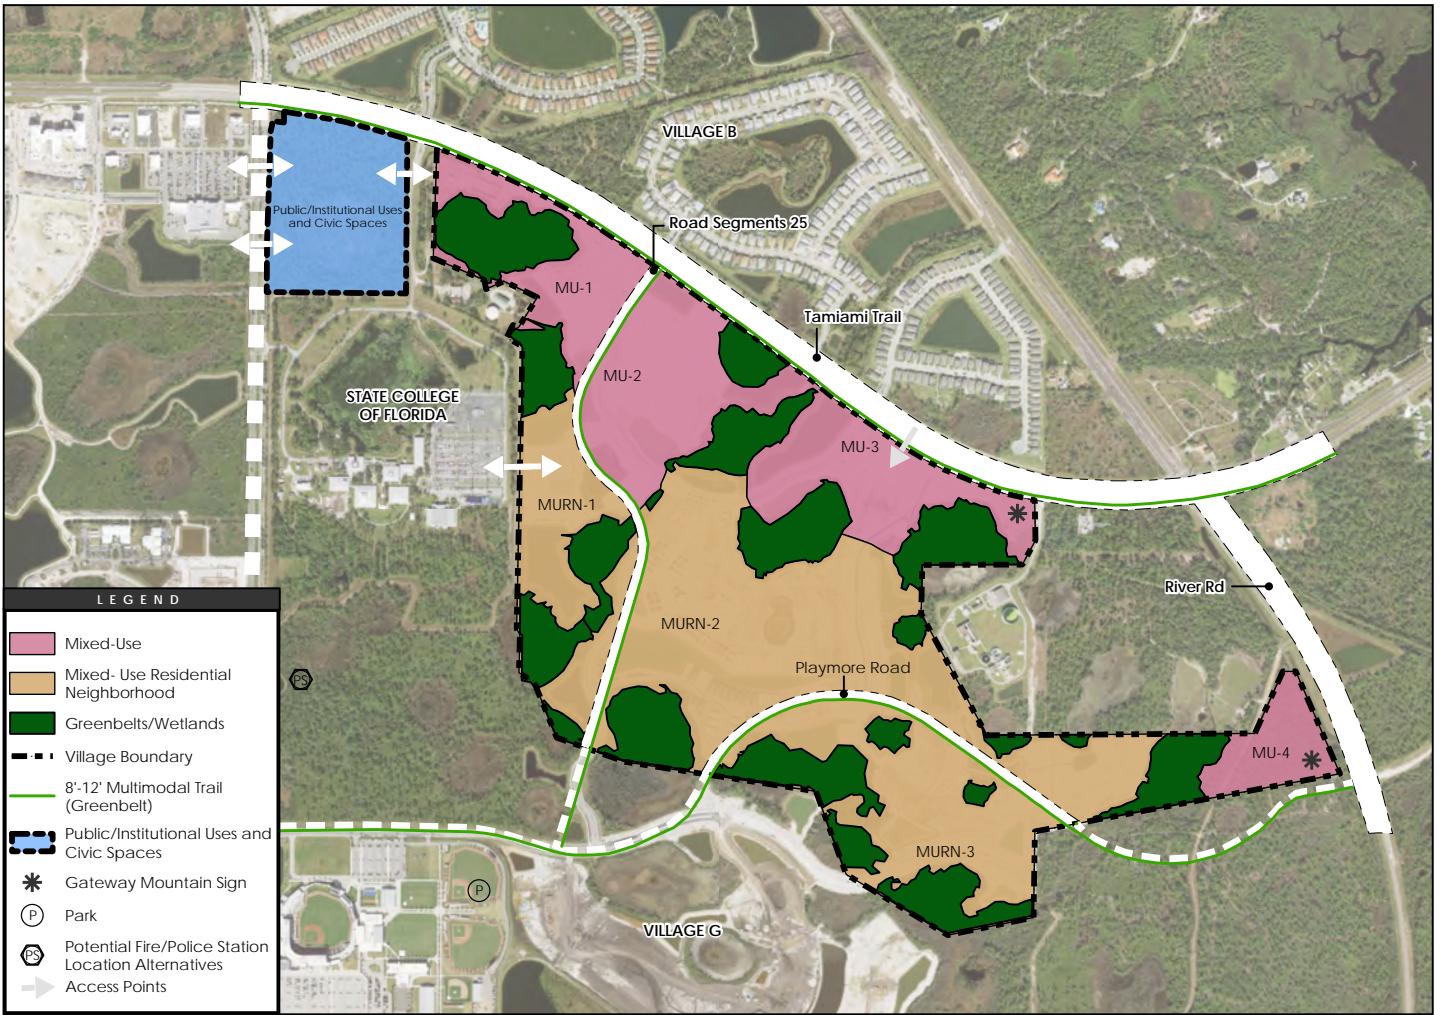 VILLAGE B
Public/Institutional Uses
and Civic Spaces
Road Segments 25
MU-1
Tamiami Trail
MU-2
STATE COLLEGE
OF FLORIDA
MU-3
MURN-1
River Rd
MURN-2
Playmore Road
MU-4
MURN-3
VILLAGE G
P
PS
LEGEND
Mixed-Use
Mixed- Use Residential
Neighborhood
Greenbelts/Wetlands
Village Boundary
8'-12' Multimodal Trail
(Greenbelt)
Public/Institutional Uses and
Civic Spaces
Gateway Mountain Sign
P Park
PS Potential Fire/Police Station
Location Alternatives
Access Points